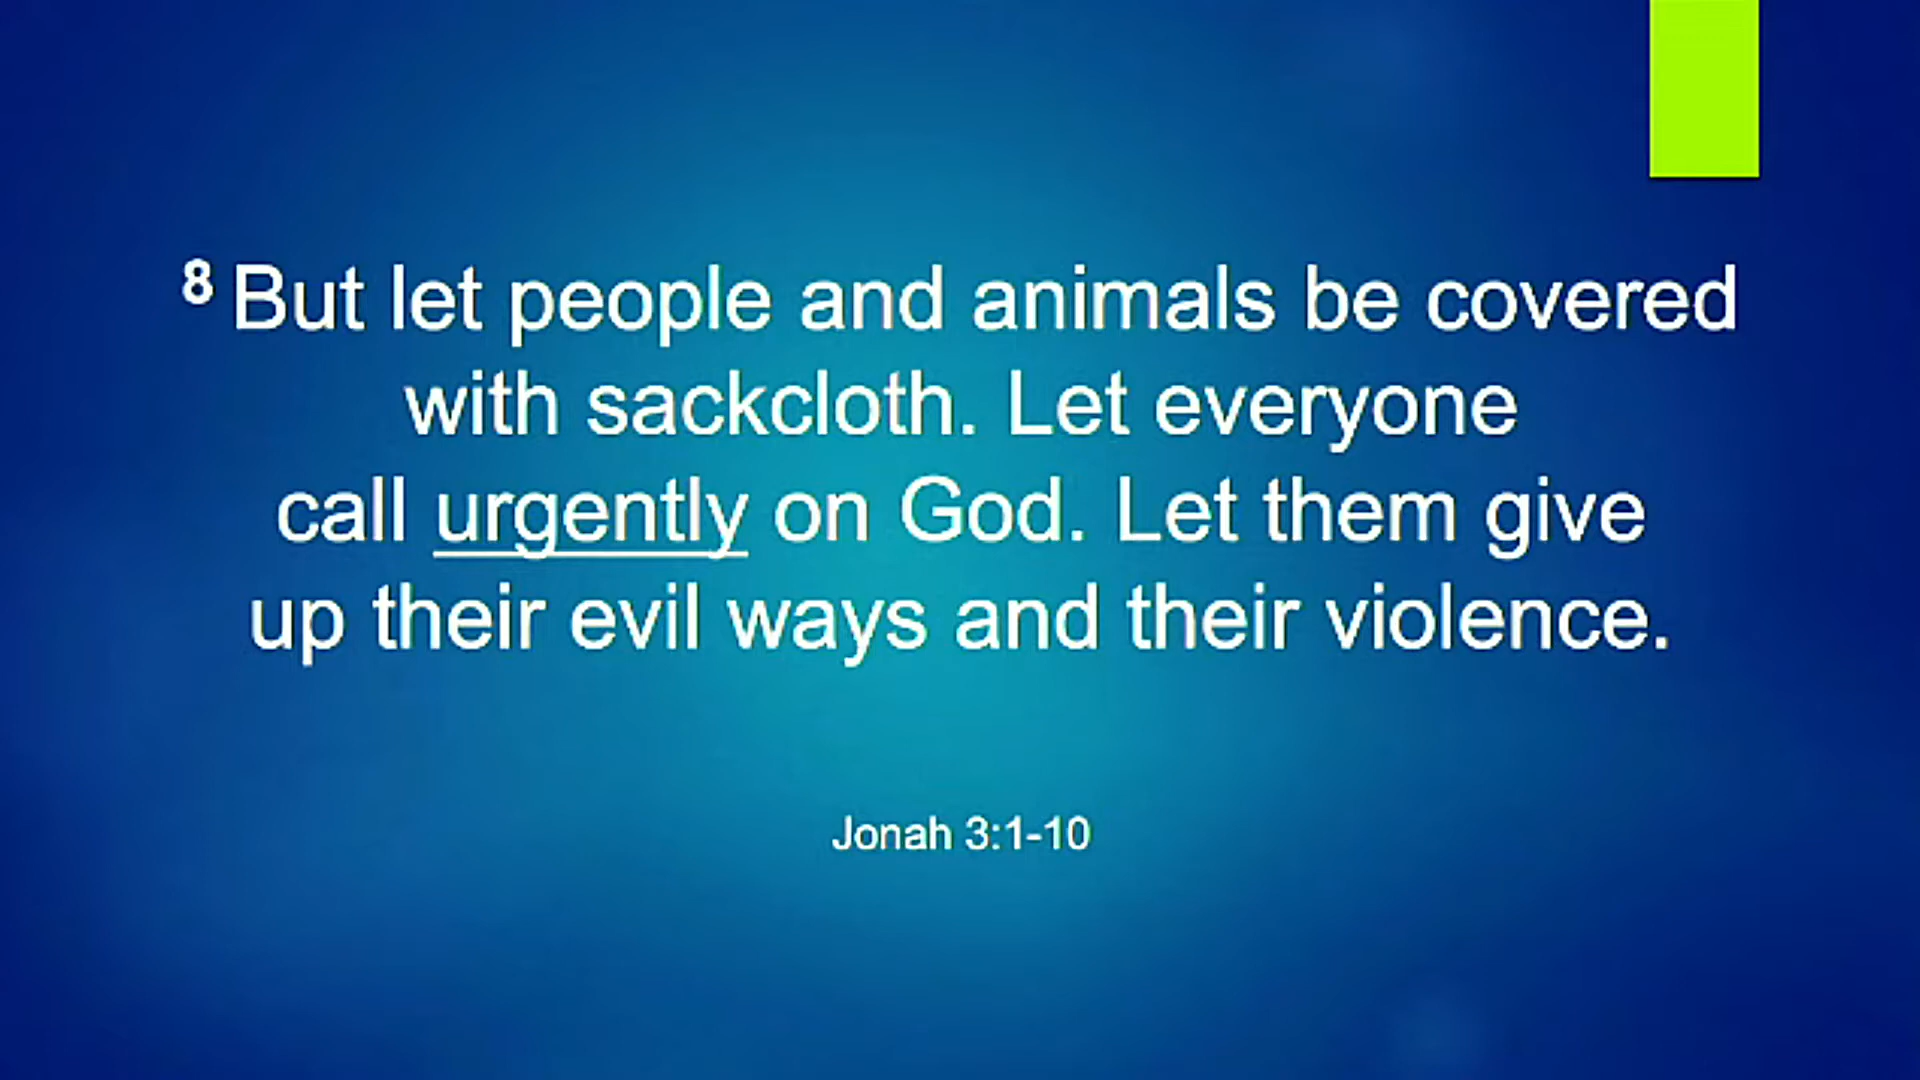 8 But let people and animals be covered
with sackcloth. Let everyone
call urgently on God. Let them give
up their evil ways and their violence.
Jonah 3:1-10